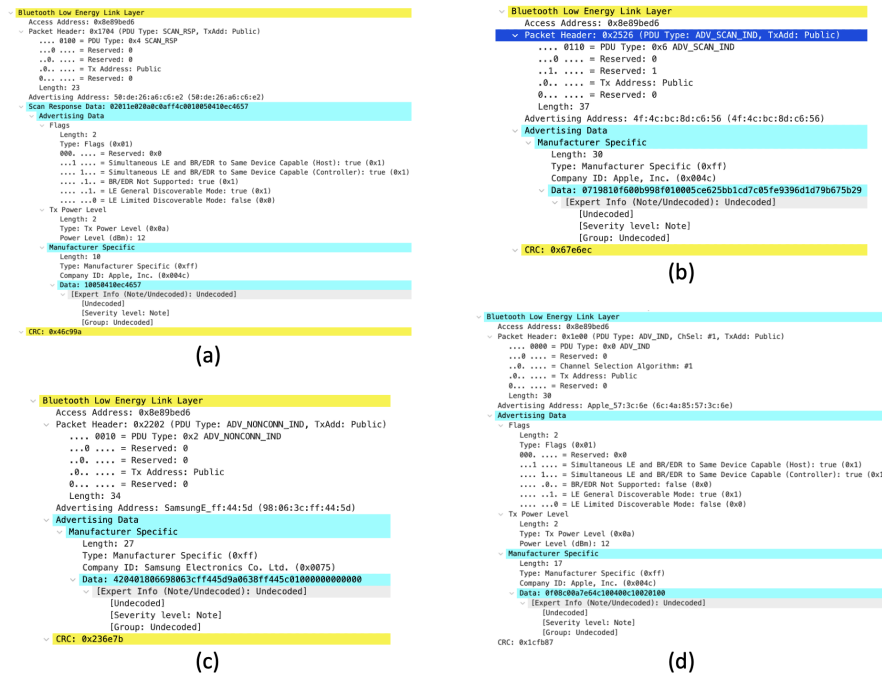 Bluetooth Low Energy Link Layer
Access Address: 0x8e89bed6
Packet Header: 0x1704 (PDU Type: SCAN_RSP, TxAdd: Public)
.... 0100 = PDU Type: 0x4 SCAN_RSP
...0 .... = Reserved: 0
..0. .... = Reserved: 0
.0.. .... = Tx Address: Public
0... .... = Reserved: 0
Length: 23
Advertising Address: 50:de:26:a6:c6:e2 (50:de:26:a6:c6:e2)
Scan Response Data: 02011e020a0c0aff4c0010050410ec4657
Advertising Data
Flags
Length: 2
Type: Flags (0x01)
000. .... = Reserved: 0x0
...1 .... = Simultaneous LE and BR/EDR to Same Device Capable (Host): true (0x1)
.... 1... = Simultaneous LE and BR/EDR to Same Device Capable (Controller): true (0x1)
.... .1.. = BR/EDR Not Supported: true (0x1)
.... ..1. = LE General Discoverable Mode: true (0x1)
.... ...0 = LE Limited Discoverable Mode: false (0x0)
Tx Power Level
Length: 2
Type: Tx Power Level (0x0a)
Power Level (dBm): 12
Manufacturer Specific
Length: 10
Type: Manufacturer Specific (0xff)
Company ID: Apple, Inc. (0x004c)
Data: 10050410ec4657
[Expert Info (Note/Undecoded): Undecoded]
[Undecoded]
[Severity level: Note]
[Group: Undecoded]
CRC: 0x46c99a
(a)
Bluetooth Low Energy Link Layer
Access Address: 0x8e89bed6
Packet Header: 0x2526 (PDU Type: ADV_SCAN_IND, TxAdd: Public)
.... 0110 = PDU Type: 0x6 ADV_SCAN_IND
...0 .... = Reserved: 0
..1. .... = Reserved: 1
.0.. .... = Tx Address: Public
0... .... = Reserved: 0
Length: 37
Advertising Address: 4f:4c:bc:8d:c6:56 (4f:4c:bc:8d:c6:56)
Advertising Data
Manufacturer Specific
Length: 30
Type: Manufacturer Specific (0xff)
Company ID: Apple, Inc. (0x004c)
Data: 0719810f600b998f010005ce625bb1cd7c05fe9396d1d79b675b29
[Expert Info (Note/Undecoded): Undecoded]
[Undecoded]
[Severity level: Note]
[Group: Undecoded]
CRC: 0x67e6ec
(b)
Bluetooth Low Energy Link Layer
Access Address: 0x8e89bed6
Packet Header: 0x2202 (PDU Type: ADV_NONCONN_IND, TxAdd: Public)
.... 0010 = PDU Type: 0x2 ADV_NONCONN_IND
...0 .... = Reserved: 0
..0. .... = Reserved: 0
.0.. .... = Tx Address: Public
0... .... = Reserved: 0
Length: 34
Advertising Address: SamsungE_ff:44:5d (98:06:3c:ff:44:5d)
Advertising Data
Manufacturer Specific
Length: 27
Type: Manufacturer Specific (0xff)
Company ID: Samsung Electronics Co. Ltd. (0x0075)
Data: 420401806698063cff445d9a0638ff445c01000000000000
[Expert Info (Note/Undecoded): Undecoded]
[Undecoded]
[Severity level: Note]
[Group: Undecoded]
CRC: 0x236e7b
(c)
Bluetooth Low Energy Link Layer
Access Address: 0x8e89bed6
Packet Header: 0x1e00 (PDU Type: ADV_IND, ChSel: #1, TxAdd: Public)
.... 0000 = PDU Type: 0x0 ADV_IND
...0 .... = Reserved: 0
..0. .... = Channel Selection Algorithm: #1
.0.. .... = Tx Address: Public
0... .... = Reserved: 0
Length: 30
Advertising Address: Apple_57:3c:6e (6c:4a:85:57:3c:6e)
Advertising Data
Flags
Length: 2
Type: Flags (0x01)
000. .... = Reserved: 0x0
...1 .... = Simultaneous LE and BR/EDR to Same Device Capable (Host): true (0x1)
.... 1... = Simultaneous LE and BR/EDR to Same Device Capable (Controller): true (0x1
.... .0.. = BR/EDR Not Supported: false (0x0)
.... ..1. = LE General Discoverable Mode: true (0x1)
.... ...0 = LE Limited Discoverable Mode: false (0x0)
Tx Power Level
Length: 2
Type: Tx Power Level (0x0a)
Power Level (dBm): 12
Manufacturer Specific
Length: 17
Type: Manufacturer Specific (0xff)
Company ID: Apple, Inc. (0x004c)
Data: 0f08c00a7e64c100400c10020100
[Expert Info (Note/Undecoded): Undecoded]
[Undecoded]
[Severity level: Note]
[Group: Undecoded]
CRC: 0x1cfb87
(d)